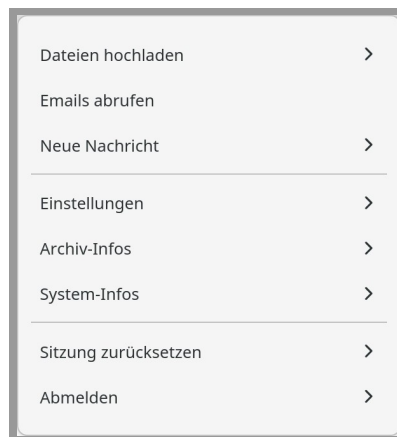 Dateien hochladen
Emails abrufen
Neue Nachricht
Einstellungen
Archiv-Infos
System-Infos
Sitzung zurücksetzen
Abmelden